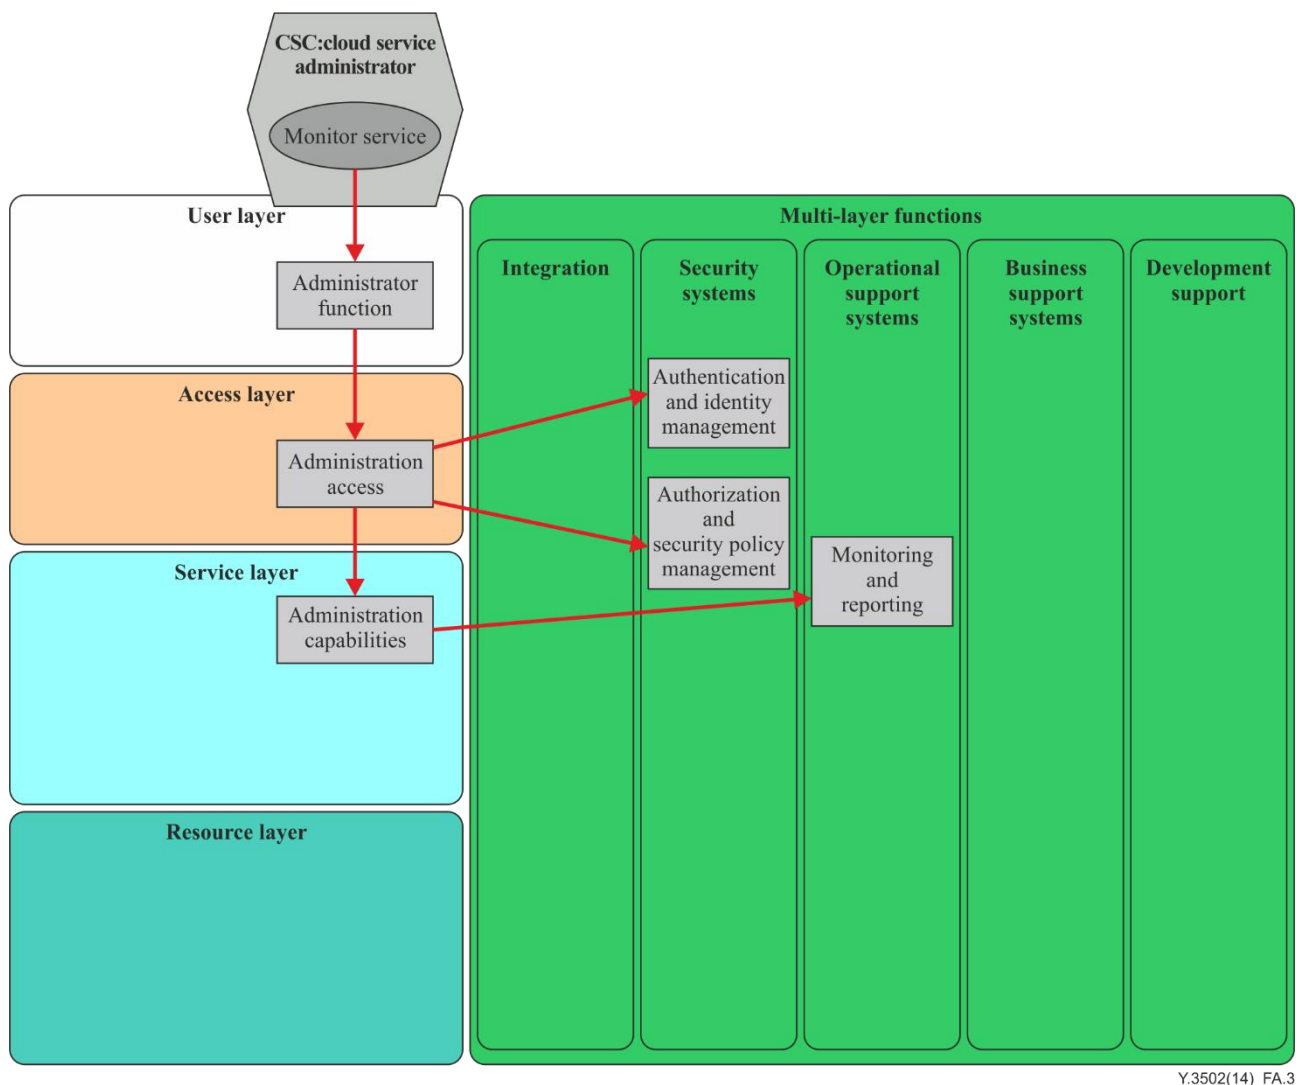 CSC:cloud service
administrator
Monitor service
User layer
Administrator
function
Access layer
Administration
access
Service layer
Administration
capabilities
Resource layer
Multi-layer functions
Integration
Security
systems
Authentication
and identity
management
Authorization
and
security policy
management
Operational
support
systems
Monitoring
and
reporting
Business
support
systems
Development
support
Y.3502(14)_FA.3